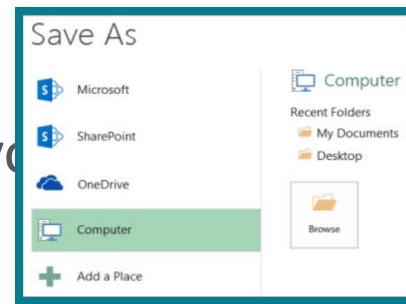 Save As
Microsoft
SharePoint
OneDrive
Computer
Add a Place
Computer
Recent Folders
My Documents
Desktop
Browse